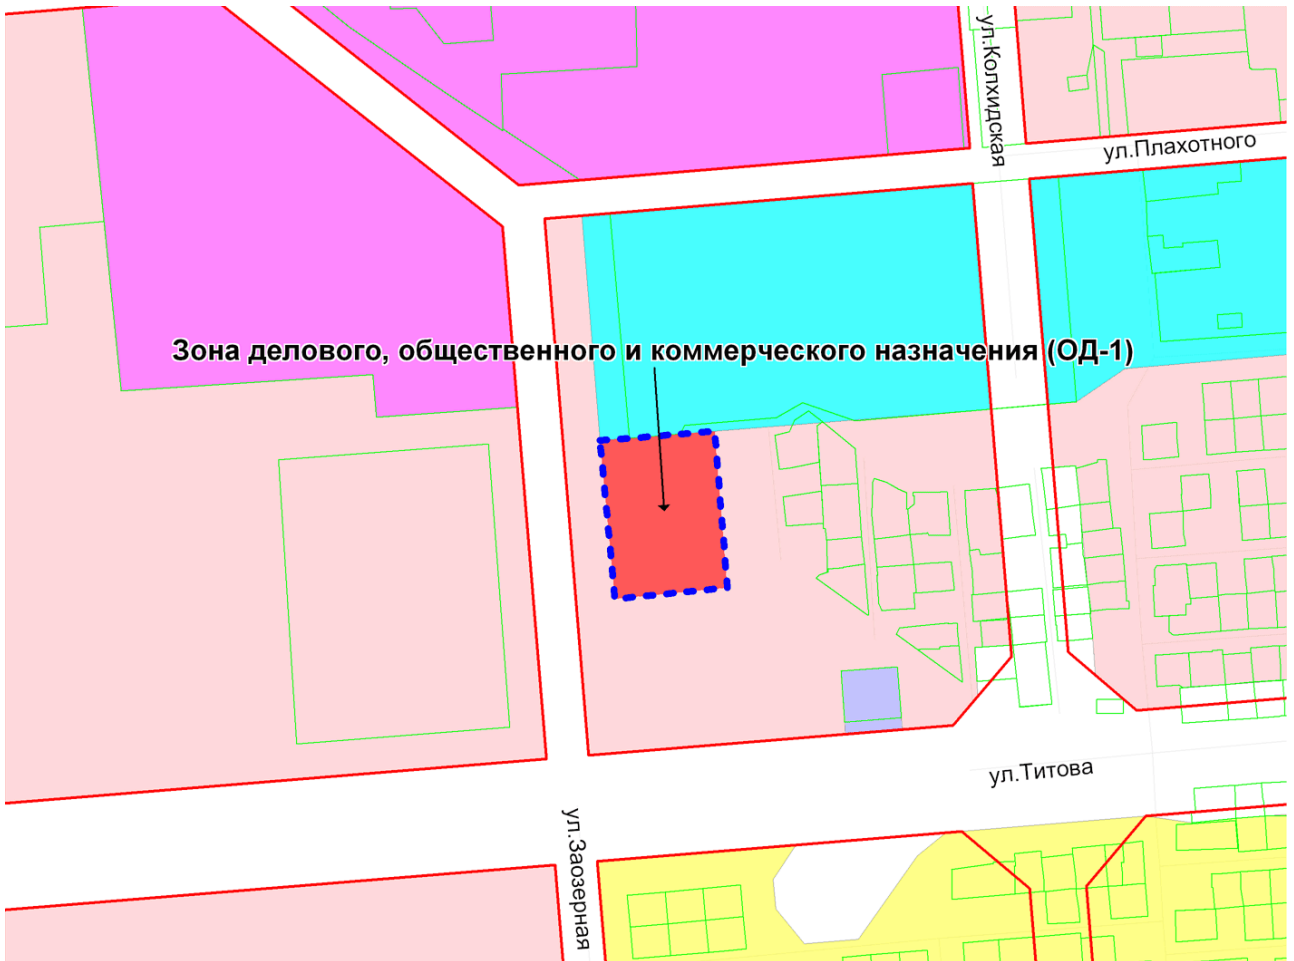 ул.Колхидская
ул.Плахотного
Зона делового, общественного и коммерческого назначения (ОД-1)
ул.Титова
ул.Заозерная